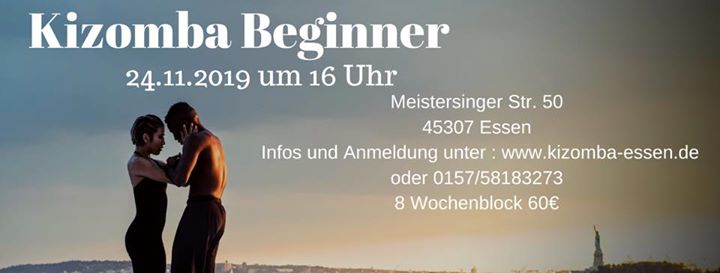 Kizomba Beginner
24.11.2019 um 16 Uhr
Meistersinger Str. 50
45307 Essen
Infos und Anmeldung unter : www.kizomba-essen.de
oder 0157/58183273
8 Wochenblock 60€